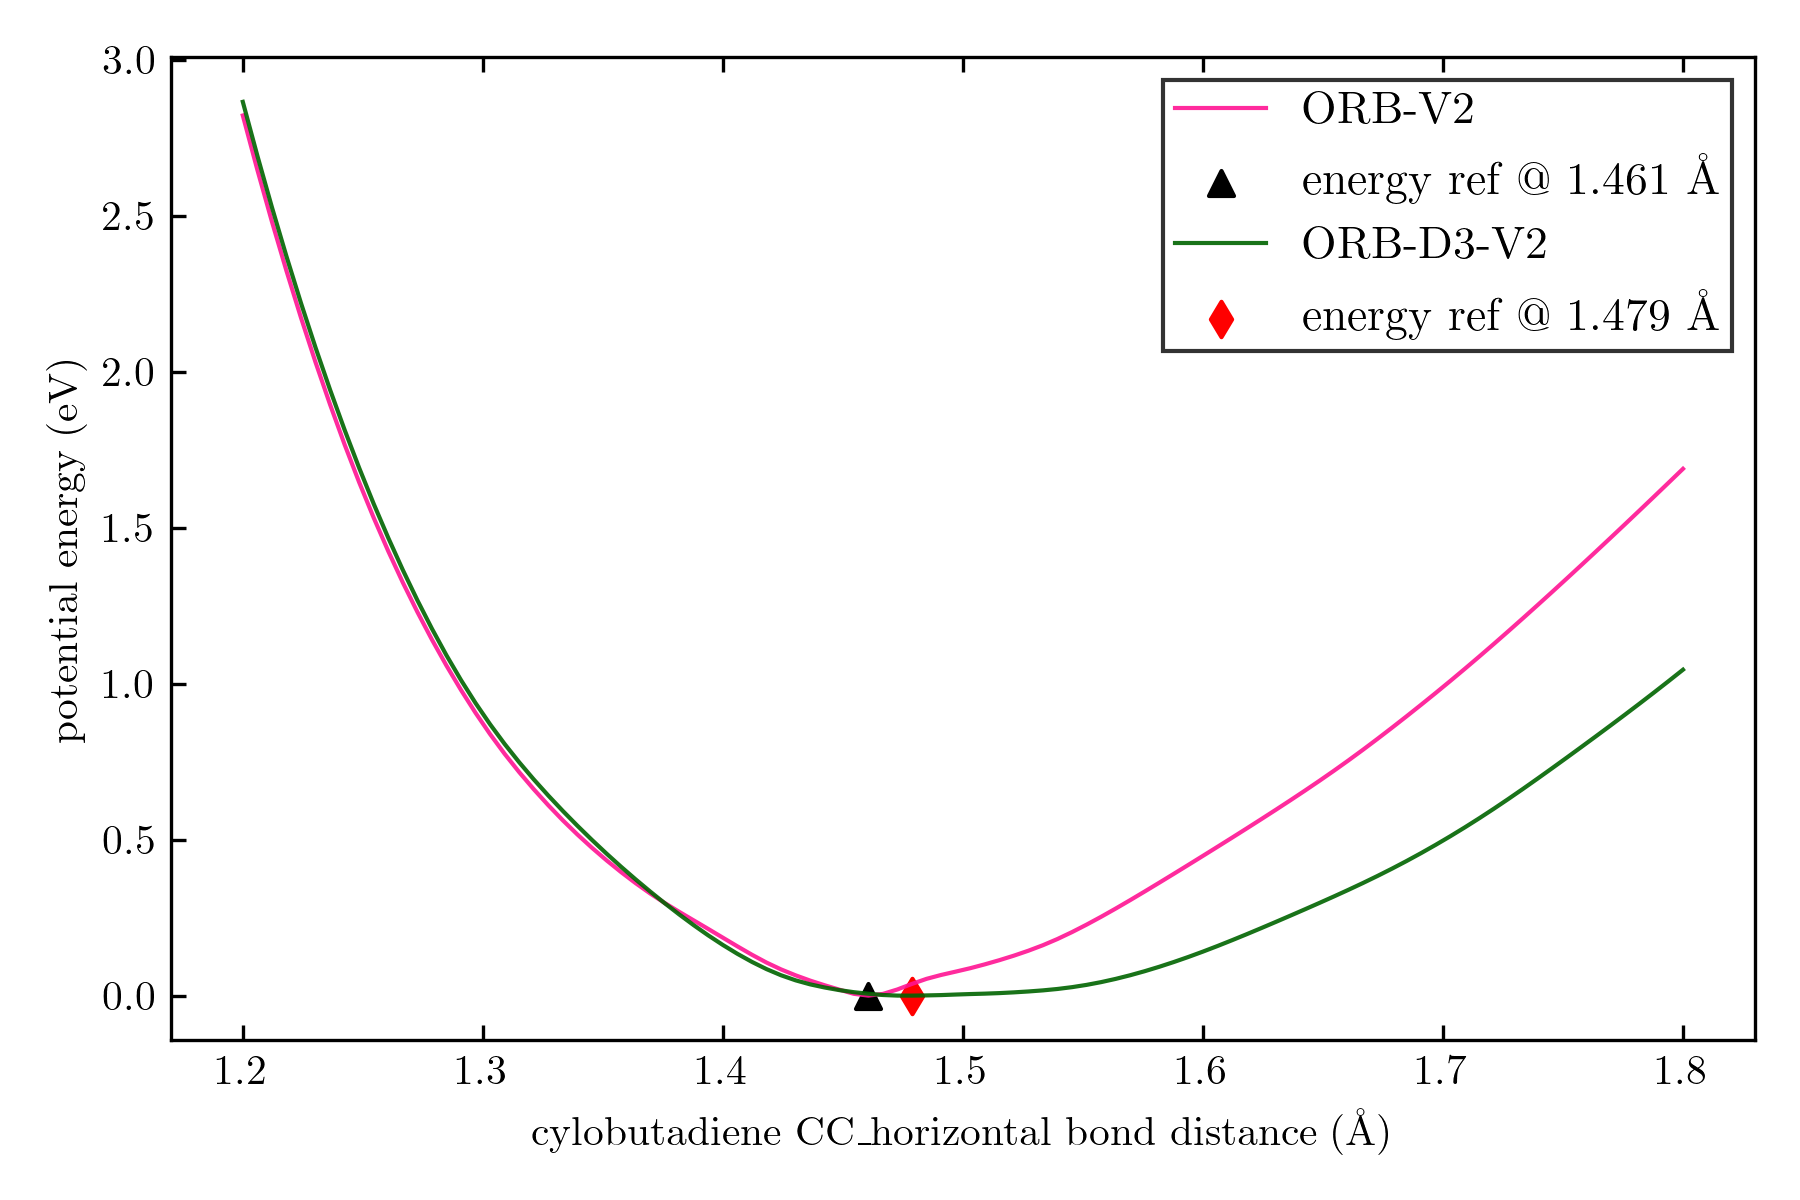 3.0
2.5
2.0
1.5
1.0
0.5
0.0
potential energy (eV)
ORB-V2
energy ref @ 1.461 Å
ORB-D3-V2
energy ref @ 1.479 Å
1.2 1.3 1.4 1.5 1.6 1.7 1.8
cylobutadiene CC_horizontal bond distance (Å)